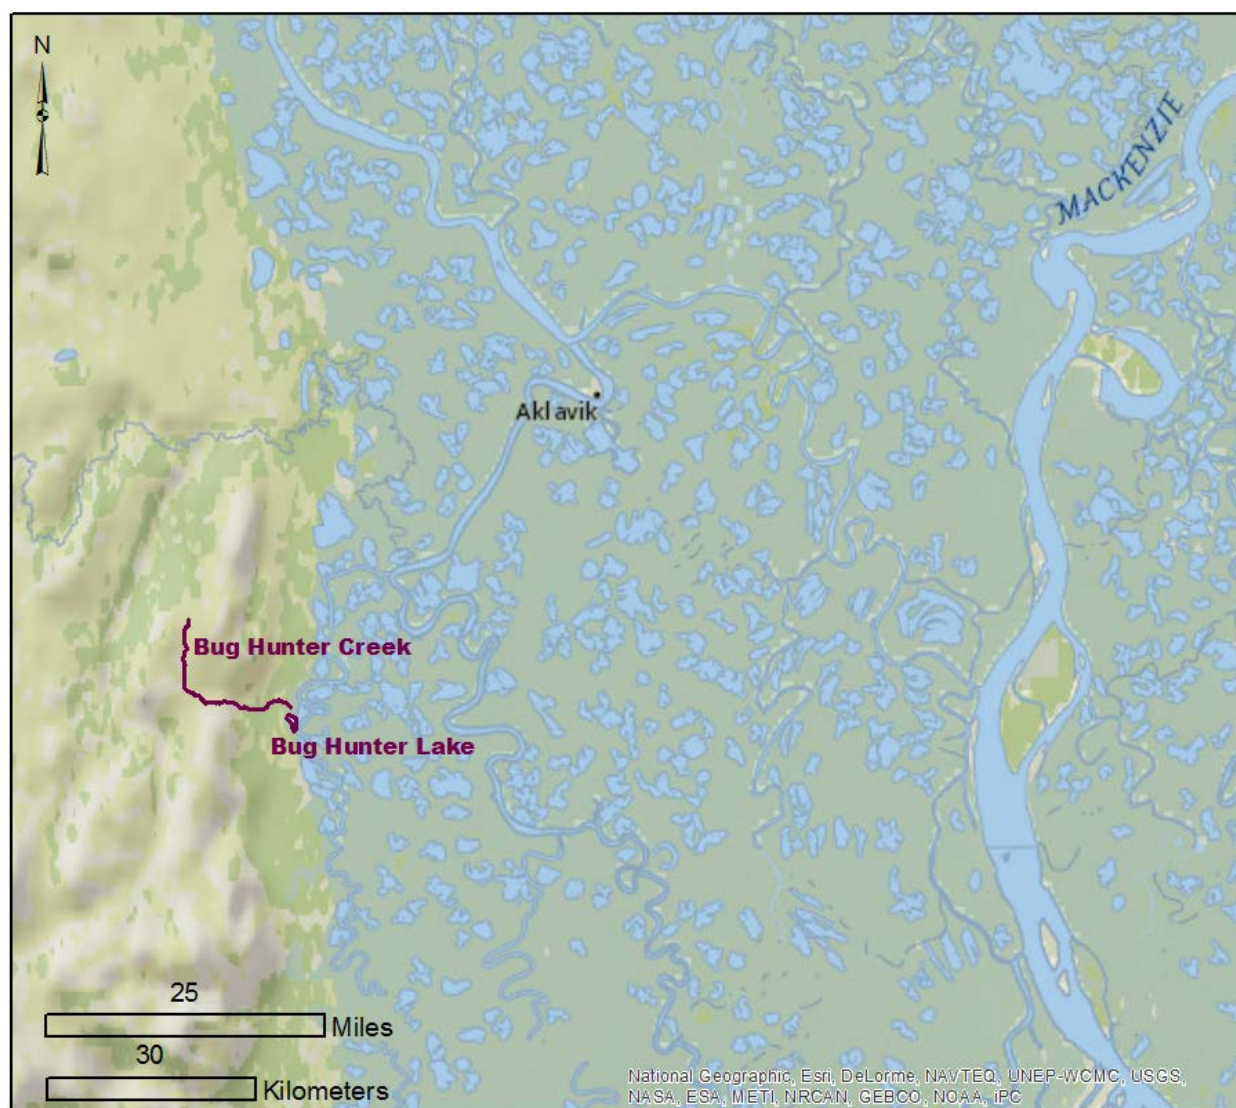 N
MACKENZIE
Aklavik
Bug Hunter Creek
Bug Hunter Lake
25
Miles
30
Kilometers
National Geographic, Esri, DeLorme, NAVTEQ, UNEP-WCMC, USGS,
NASA, ESA, METI, NRCAN, GEBCO, NOAA, iPC